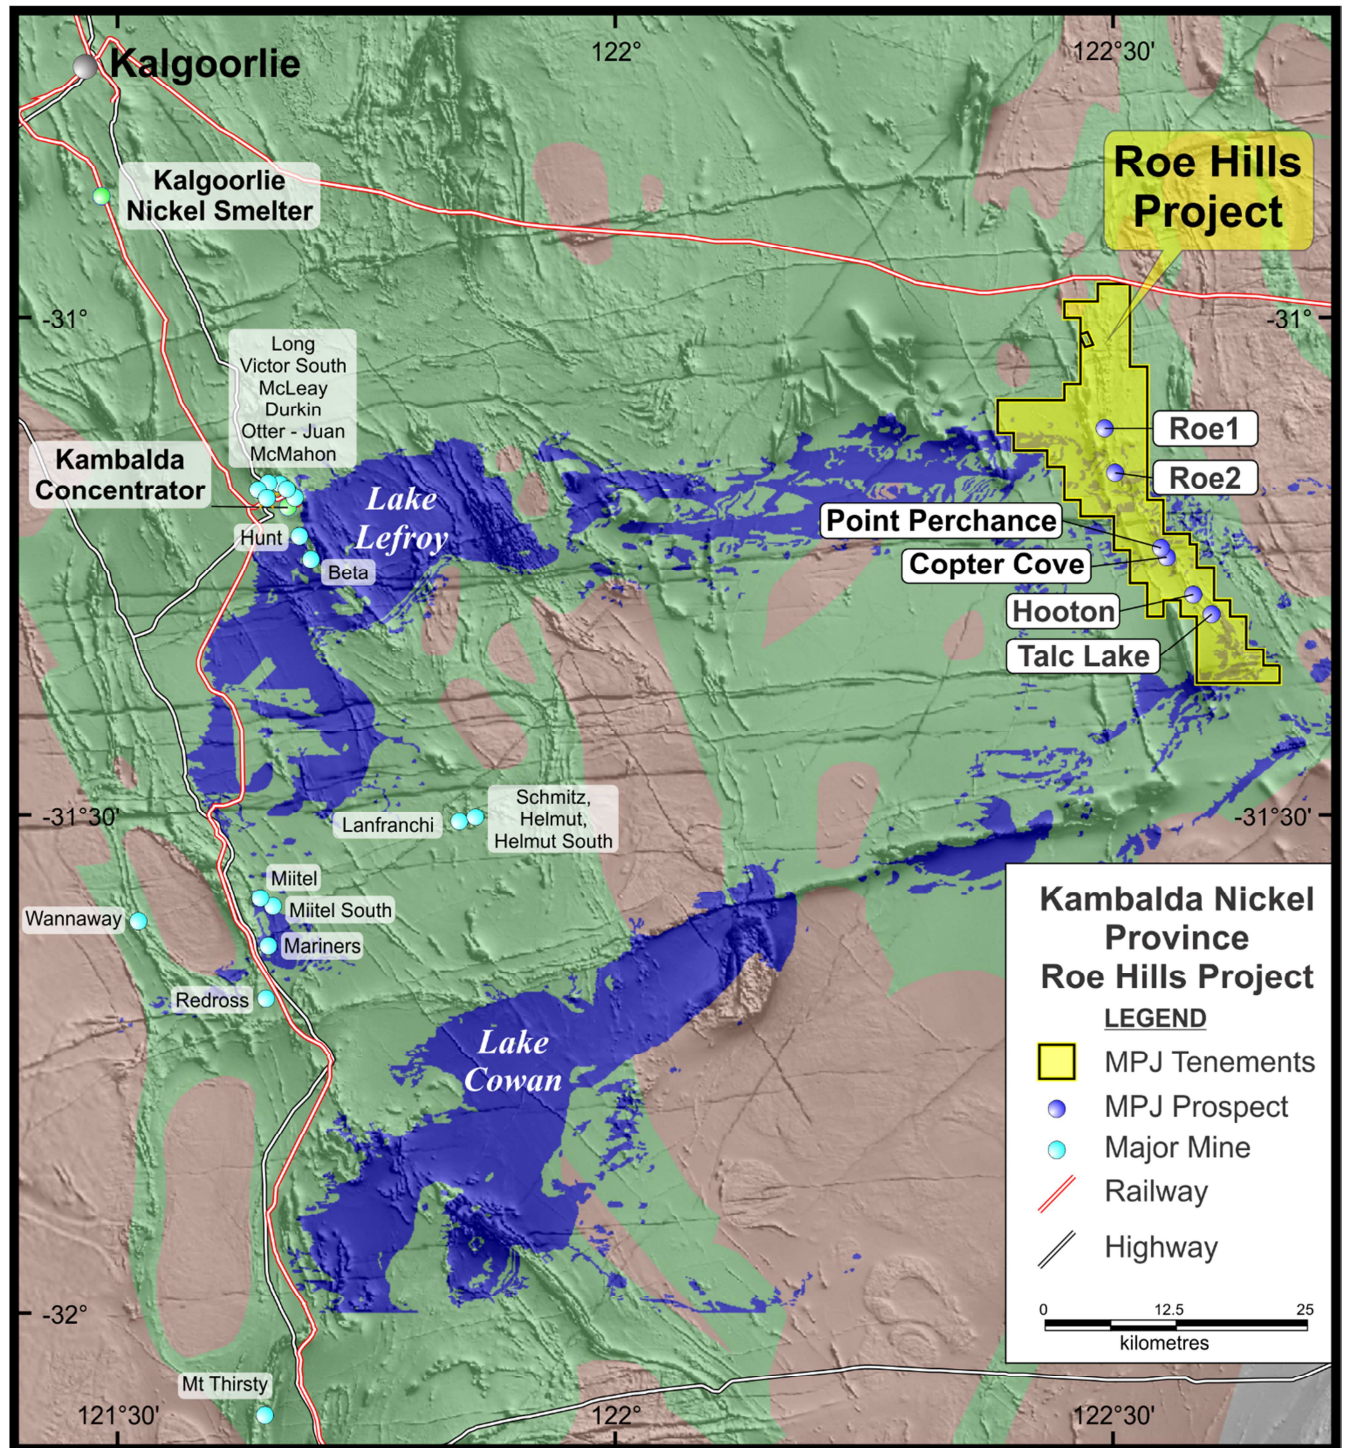 122°
122°30'
Kalgoorlie
Roe Hills
Project
Kalgoorlie
Nickel Smelter
-31°
-31°
Long
Victor South
McLeay
Durkin
Otter - Juan
McMahon
Roe1
Kambalda
Concentrator
Roe2
Lake
Lefroy
Point Perchance
Hunt
Copter Cove
Beta
Hooton
Talc Lake
-31°30'
-31°30'
Lanfranchi
Schmitz,
Helmut,
Helmut South
Miitel
Miitel South
Wannaway
Mariners
Redross
Lake
Cowan
Kambalda Nickel
Province
Roe Hills Project
LEGEND
MPJ Tenements
MPJ Prospect
Major Mine
Railway
Highway
0 12.5 25
kilometres
-32°
Mt Thirsty
121°30'
122°
122°30'